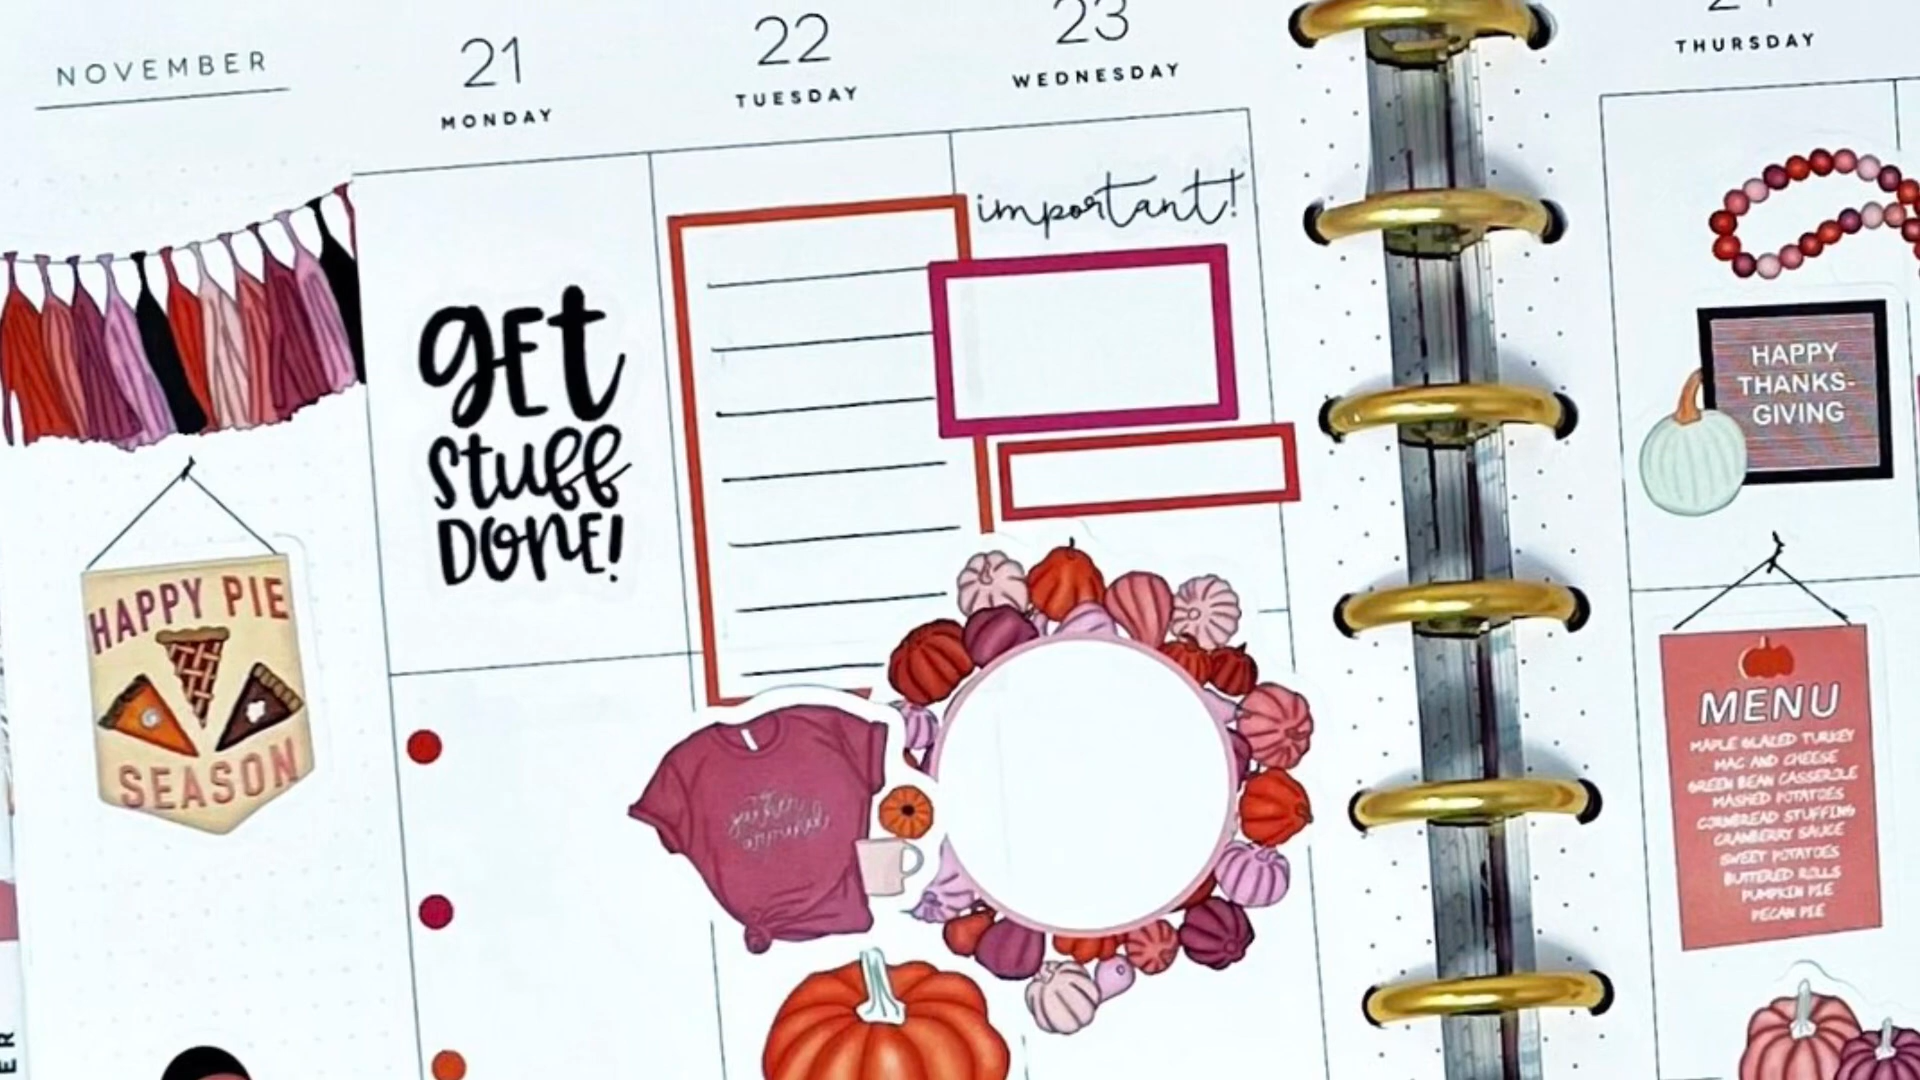 NOVEMBER
21
MONDAY
22
TUESDAY
23
WEDNESDAY
THURSDAY
important!
GET
stuff
DONE!
HAPPY PIE
SEASON
gather
around
HAPPY
THANKS-
GIVING
MENU
MAPLE GLAZED TURKEY
MAC AND CHEESE
GREEN BEAN CASSEROLE
MASHED POTATOES
CORNBREAD STUFFING
CRANBERRY SAUCE
SWEET POTATOES
BUTTERED ROLLS
PUMPKIN PIE
PECAN PIE